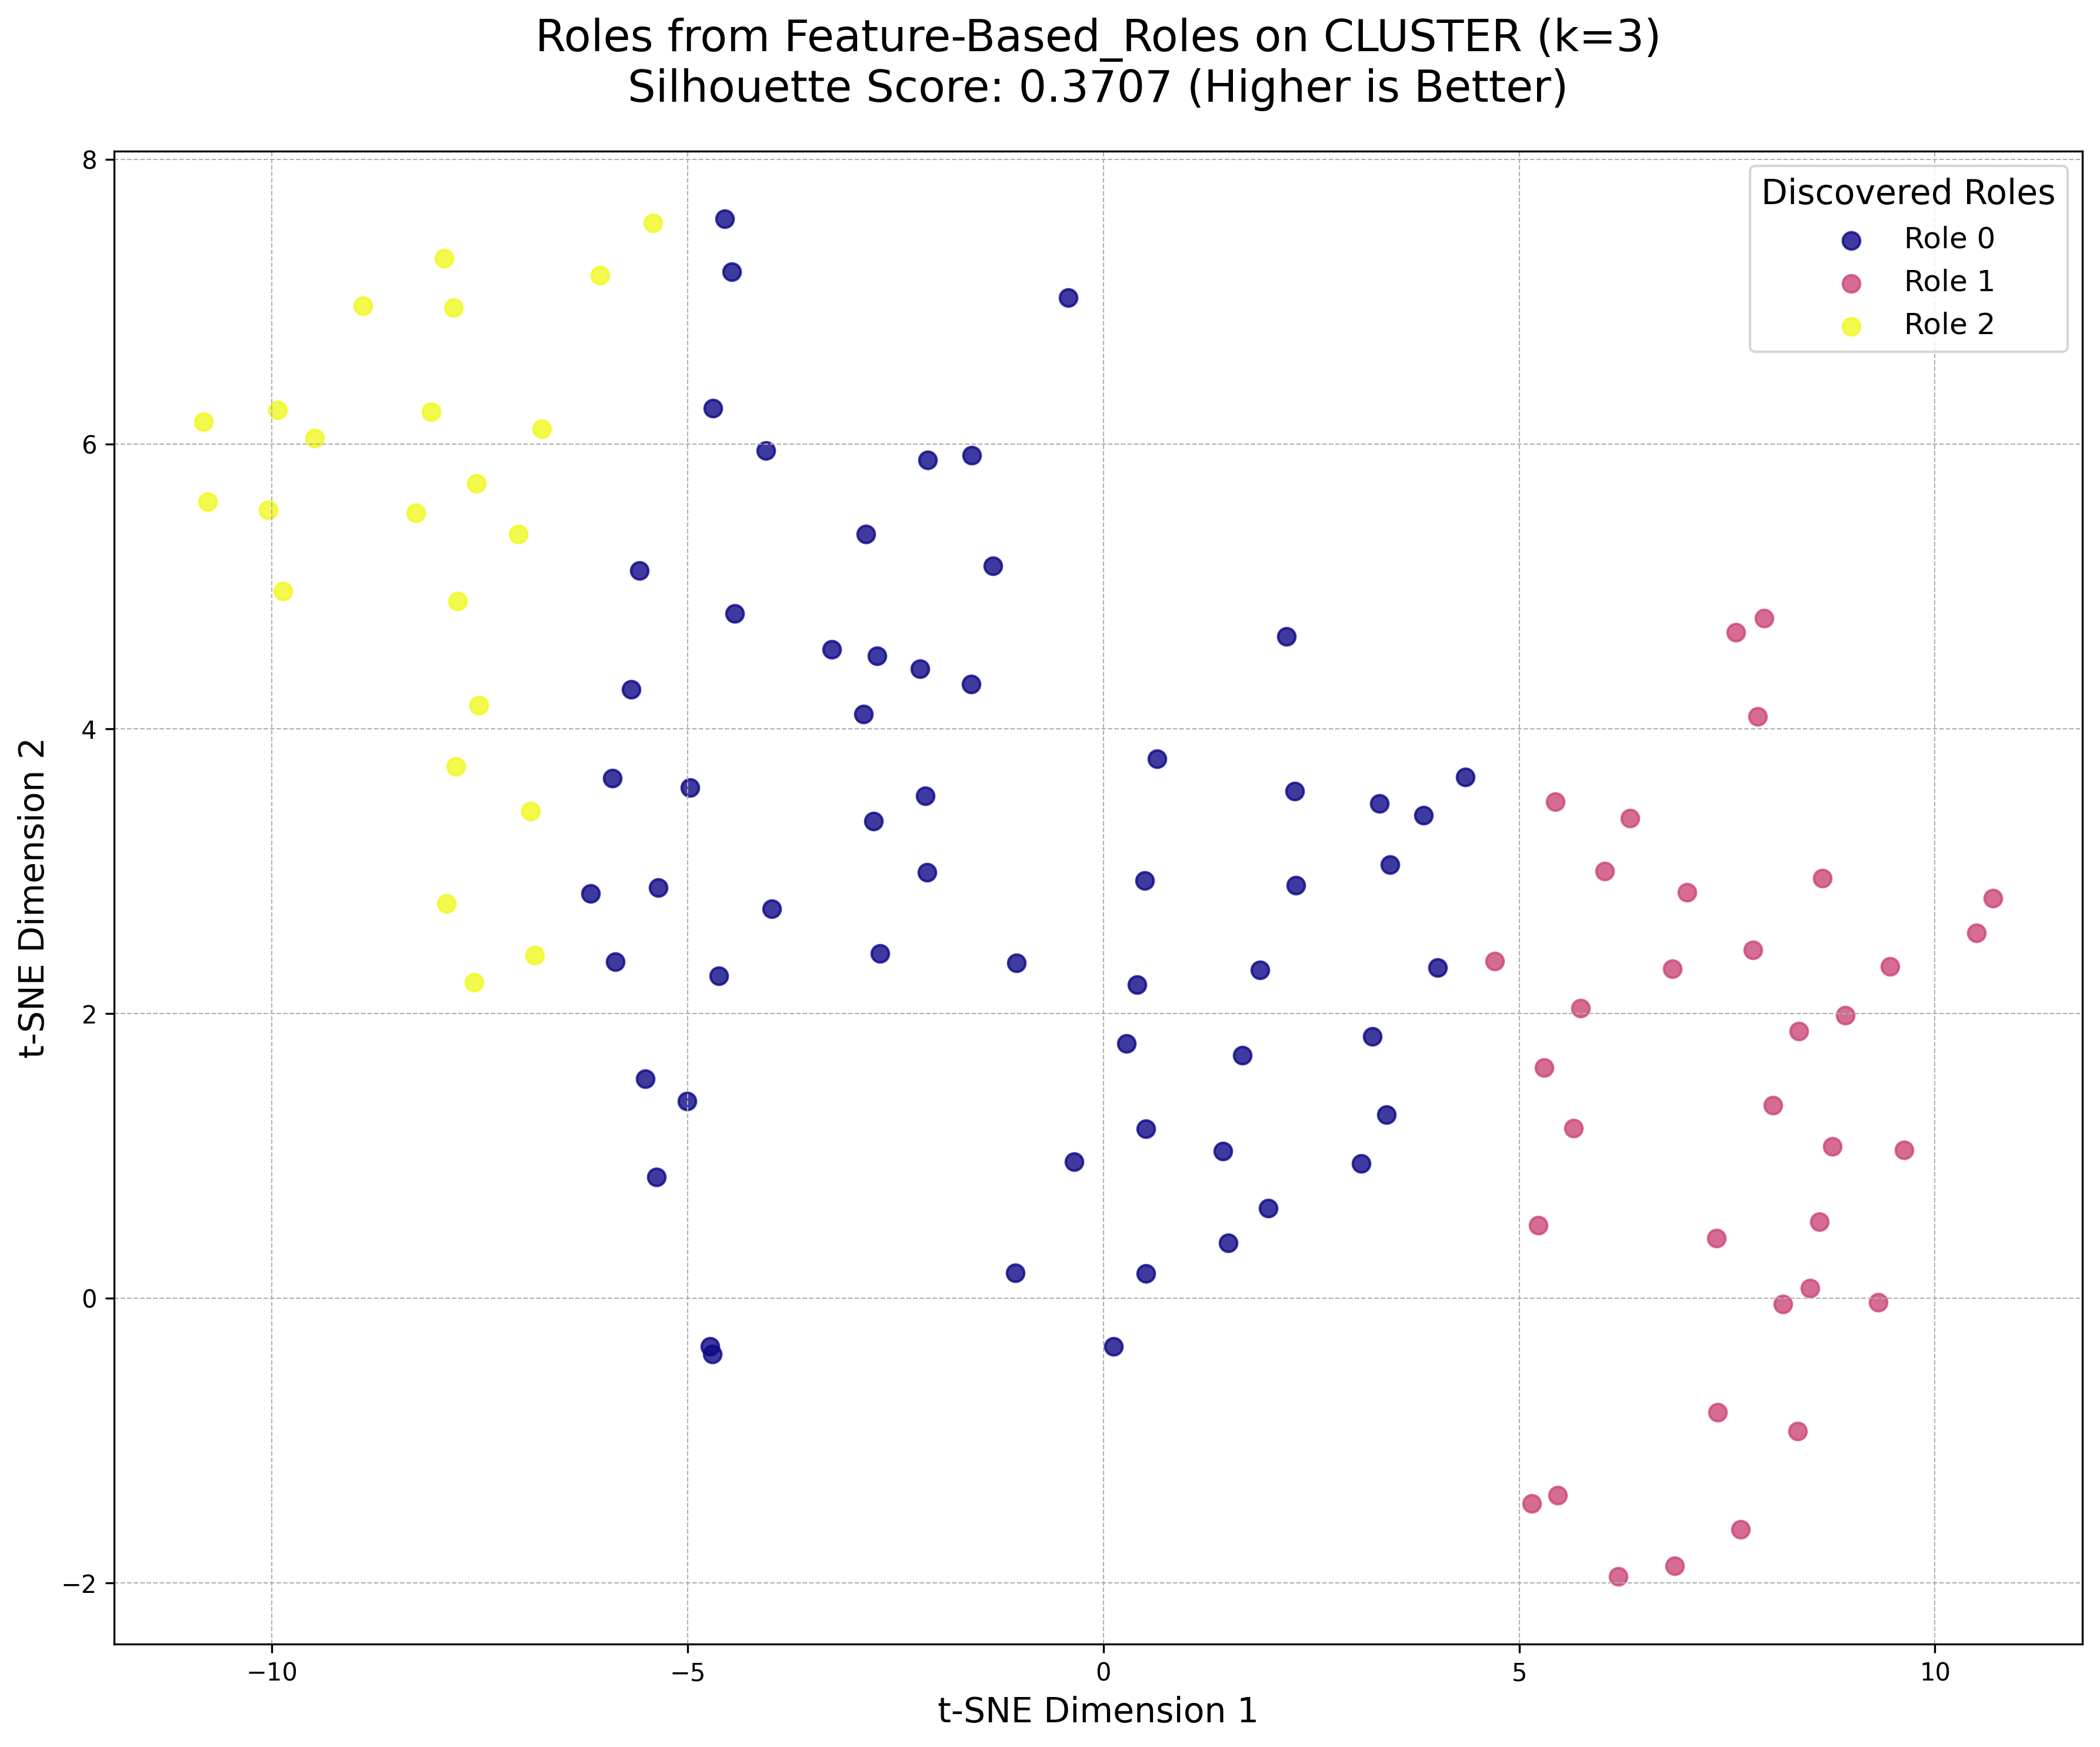 Roles from Feature-Based_Roles on CLUSTER (k=3)
Silhouette Score: 0.3707 (Higher is Better)
Discovered Roles
Role 0
Role 1
Role 2
8
6
4
2
0
−2
t-SNE Dimension 2
−10
−5
0
5
10
t-SNE Dimension 1